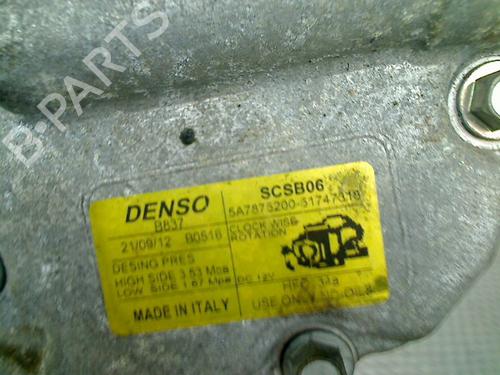 B-PARTS
DENSO
B837
21/09/12 B0516
DESING PRES
HIGH SIDE 3.53 Mpa
LOW SIDE 1.67 Mpa
MADE IN ITALY
SCSB06
5A7875200-51747318
CLOCK WISE
ROTATION
DC 12V
USE ONLY